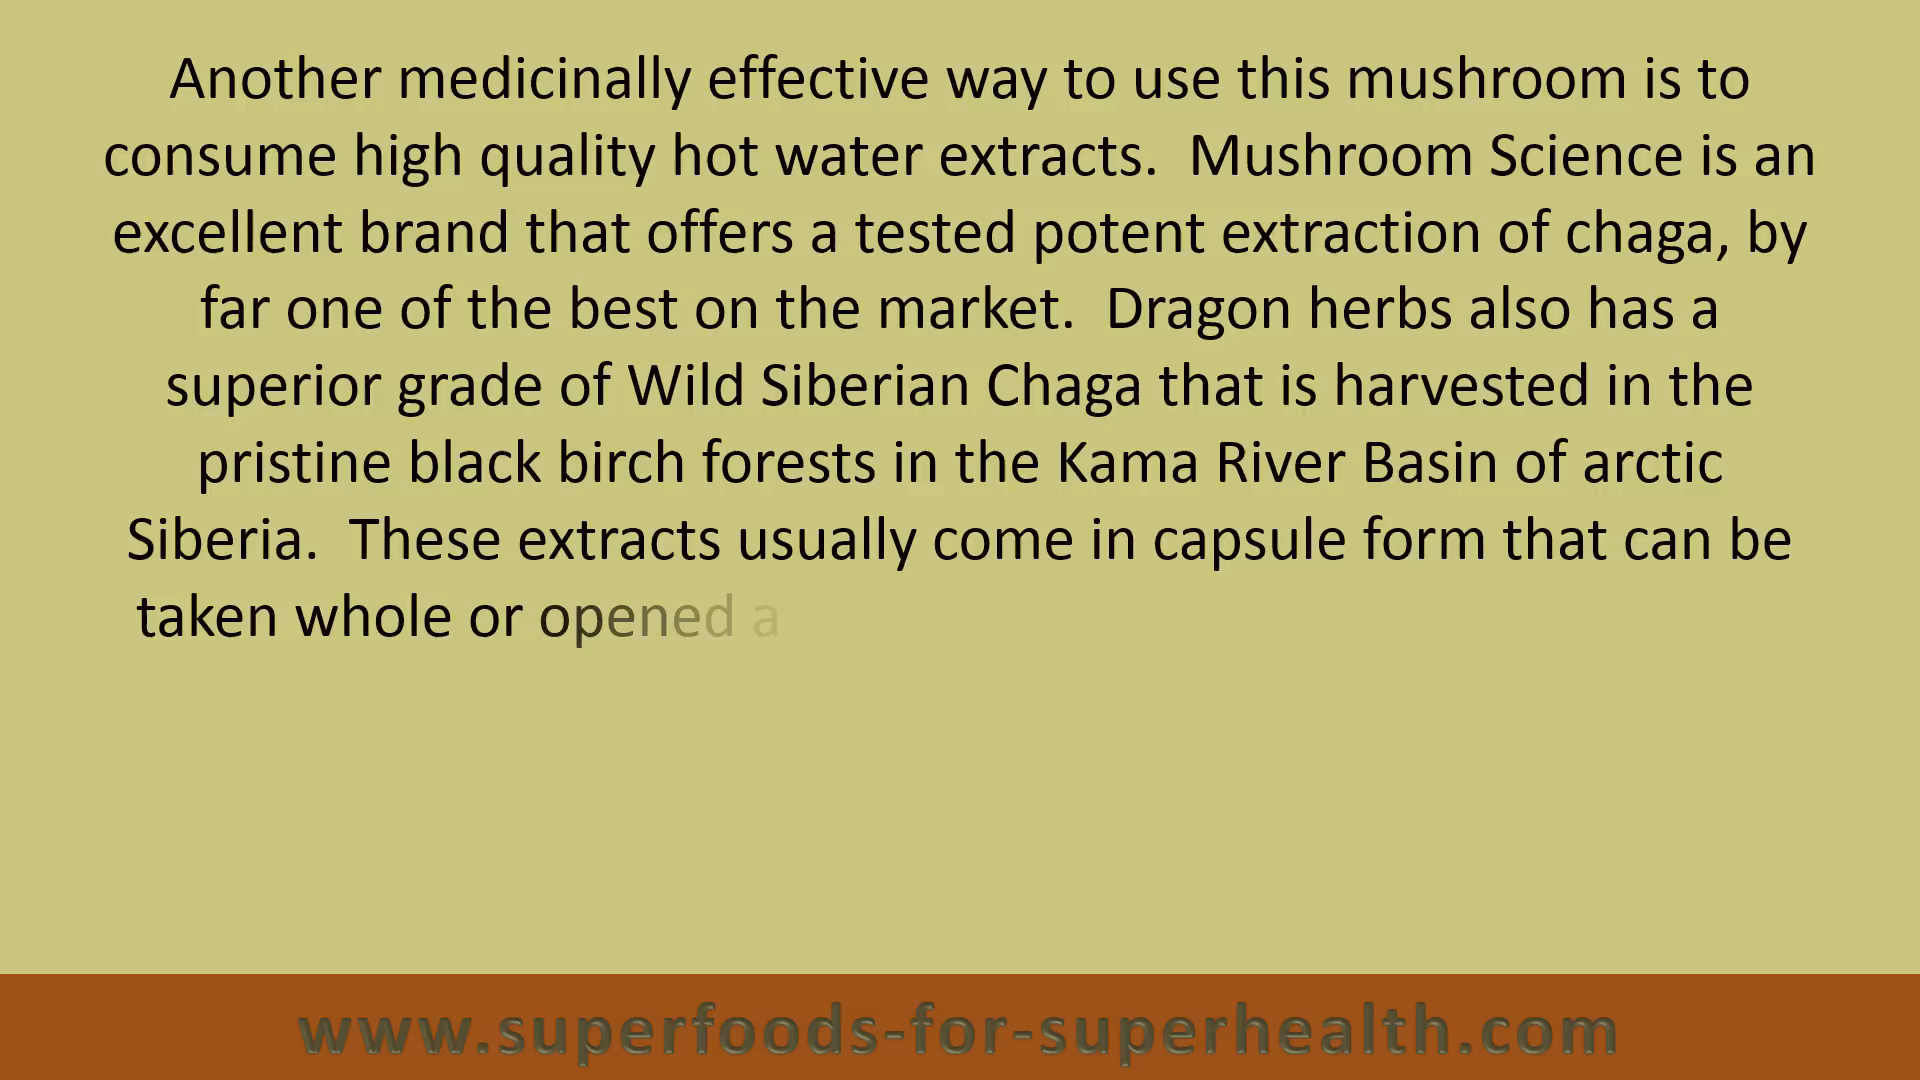 Another medicinally effective way to use this mushroom is to
consume high quality hot water extracts.  Mushroom Science is an
excellent brand that offers a tested potent extraction of chaga, by
far one of the best on the market.  Dragon herbs also has a
superior grade of Wild Siberian Chaga that is harvested in the
pristine black birch forests in the Kama River Basin of arctic
Siberia.  These extracts usually come in capsule form that can be
taken whole or opened a
www.superfoods-for-superhealth.com